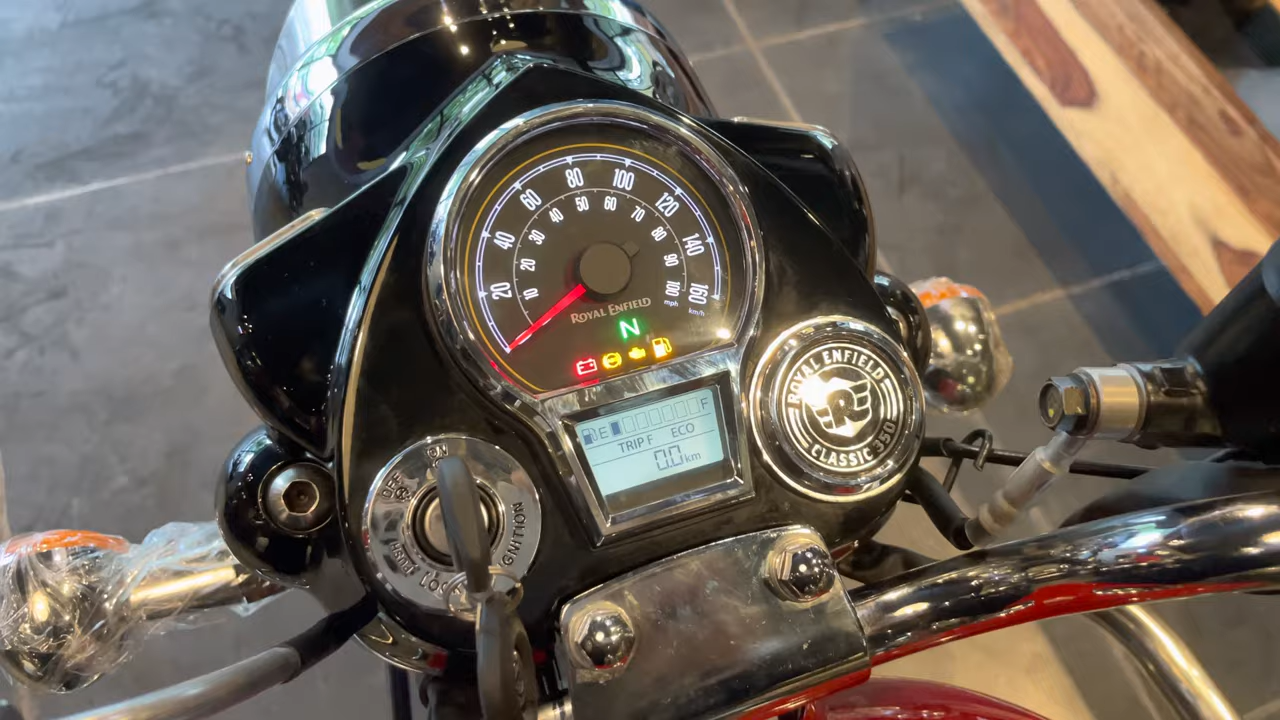 20 40 60 80 100 120 140 160
10 20 30 40 50 60 70 80 90 100
mph
km/h
ROYAL ENFIELD
N
E F
TRIP F ECO
0.0 km
ROYAL ENFIELD
R
CLASSIC 350
ON
OFF
IGNITION
LOCK